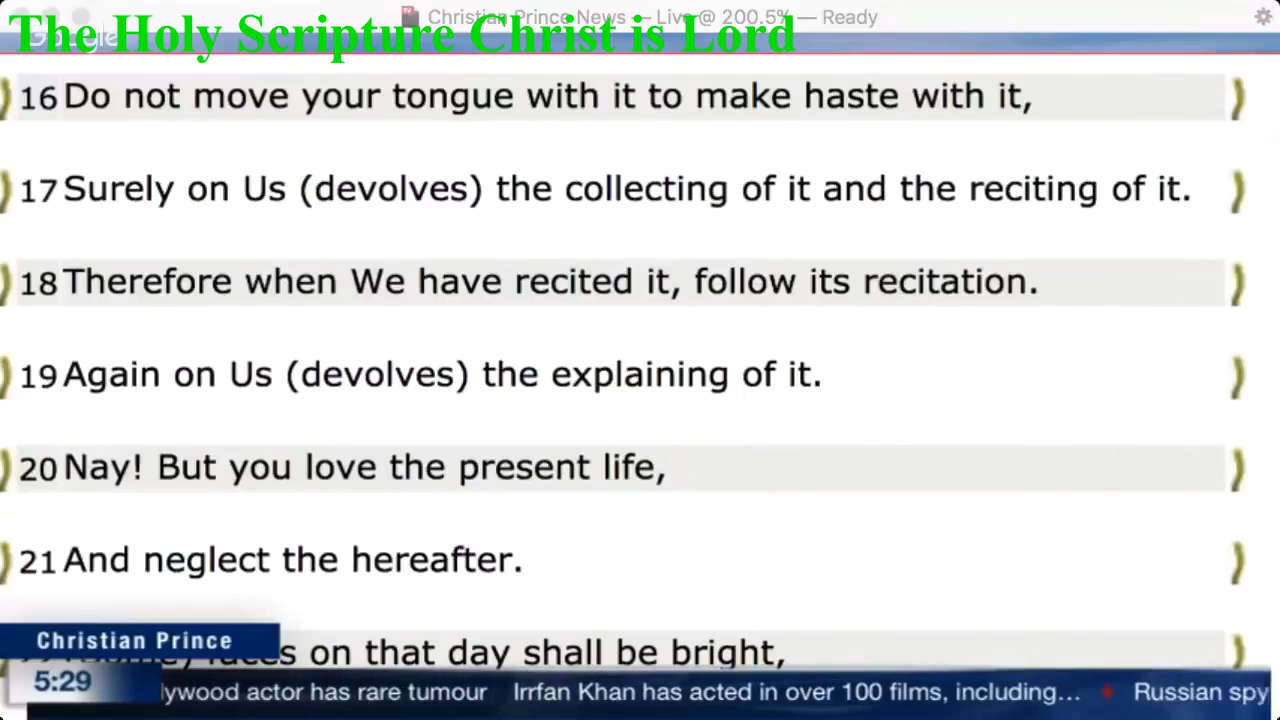 Christian Prince News — Live @ 200.5% — Ready
The Holy Scripture Christ is Lord
Google
16 Do not move your tongue with it to make haste with it,
17 Surely on Us (devolves) the collecting of it and the reciting of it.
18 Therefore when We have recited it, follow its recitation.
19 Again on Us (devolves) the explaining of it.
20 Nay! But you love the present life,
21 And neglect the hereafter.
on that day shall be bright,
Christian Prince
5:29 lywood actor has rare tumour Irrfan Khan has acted in over 100 films, including... Russian spy